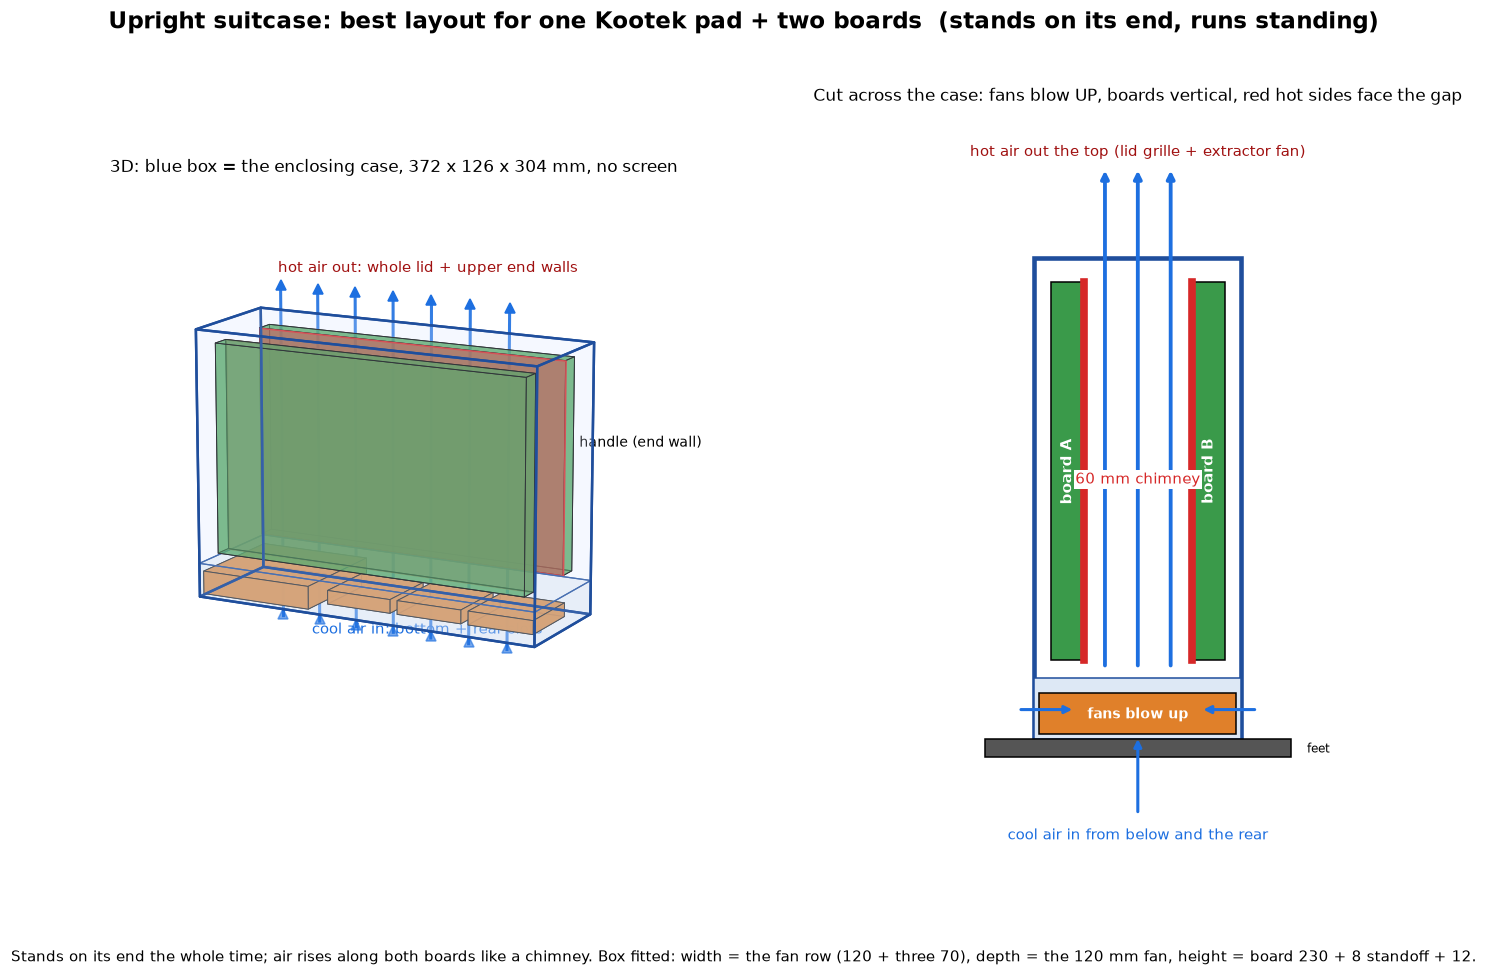 Upright suitcase: best layout for one Kootek pad + two boards (stands on its end, runs standing)
Cut across the case: fans blow UP, boards vertical, red hot sides face the gap
hot air out the top (lid grille + extractor fan)
3D: blue box = the enclosing case, 372 x 126 x 304 mm, no screen
hot air out: whole lid + upper end walls
handle (end wall)
board A
60 mm chimney
board B
cool air in: bottom + rear
fans blow up
feet
cool air in from below and the rear
Stands on its end the whole time; air rises along both boards like a chimney. Box fitted: width = the fan row (120 + three 70), depth = the 120 mm fan, height = board 230 + 8 standoff + 12.